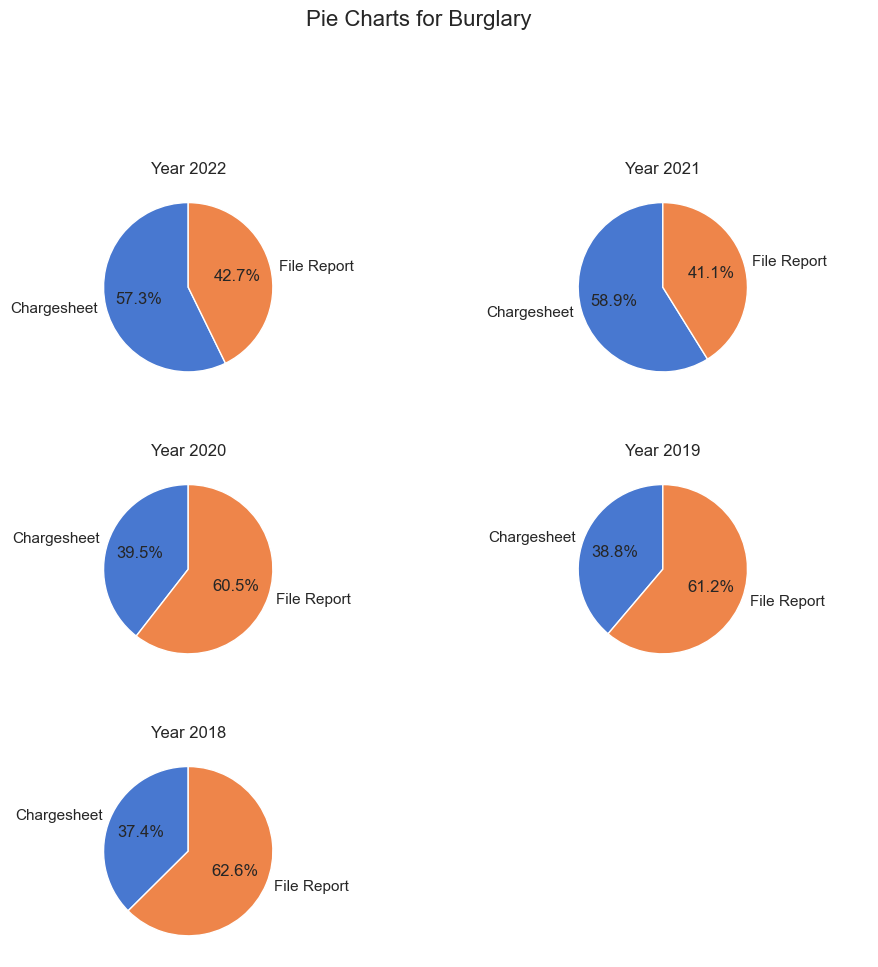 Pie Charts for Burglary
Year 2022
42.7%
File Report
57.3%
Chargesheet
Year 2021
41.1%
File Report
58.9%
Chargesheet
Year 2020
Chargesheet
39.5%
60.5%
File Report
Year 2019
Chargesheet
38.8%
61.2%
File Report
Year 2018
Chargesheet
37.4%
62.6%
File Report